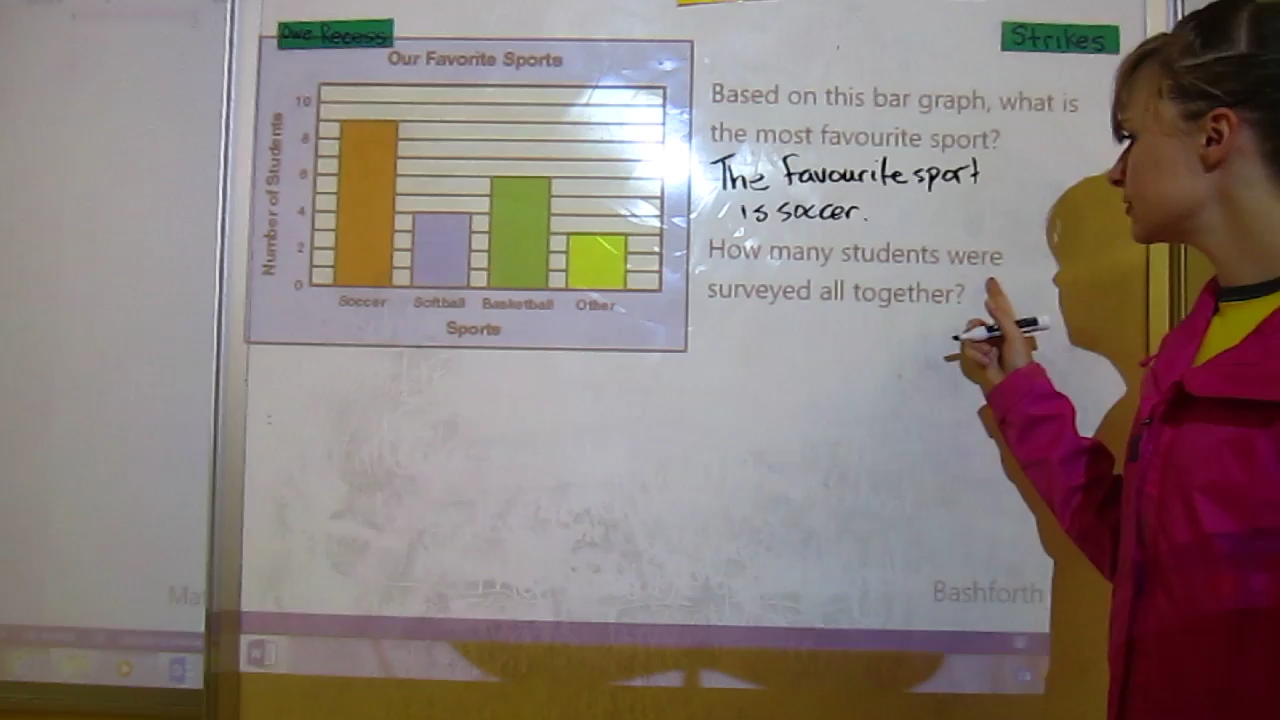 Owe Recess
Strikes
Our Favorite Sports
Number of Students
10
8
6
4
2
0
Soccer Softball Basketball Other
Sports
Based on this bar graph, what is
the most favourite sport?
The favourite sport
is soccer.
How many students were
surveyed all together?
Bashforth